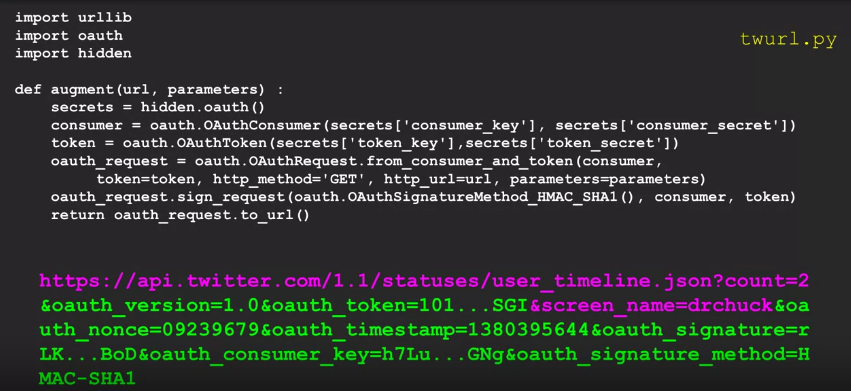 import urllib
import oauth
import hidden
twurl.py
def augment(url, parameters) :
    secrets = hidden.oauth()
    consumer = oauth.OAuthConsumer(secrets['consumer_key'], secrets['consumer_secret'])
    token = oauth.OAuthToken(secrets['token_key'],secrets['token_secret'])
    oauth_request = oauth.OAuthRequest.from_consumer_and_token(consumer,
         token=token, http_method='GET', http_url=url, parameters=parameters)
    oauth_request.sign_request(oauth.OAuthSignatureMethod_HMAC_SHA1(), consumer, token)
    return oauth_request.to_url()
https://api.twitter.com/1.1/statuses/user_timeline.json?count=2
&oauth_version=1.0&oauth_token=101...SGI&screen_name=drchuck&oa
uth_nonce=09239679&oauth_timestamp=1380395644&oauth_signature=r
LK...BoD&oauth_consumer_key=h7Lu...GNg&oauth_signature_method=H
MAC-SHA1